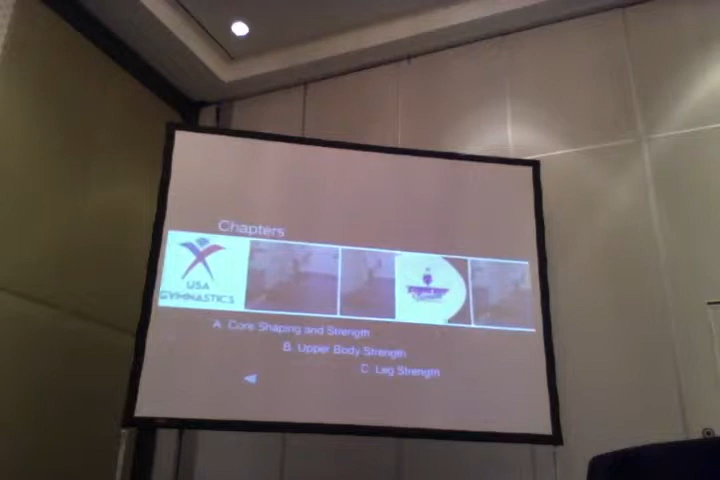 Chapters
USA
GYMNASTICS
A. Core Shaping and Strength
B. Upper Body Strength
C. Leg Strength